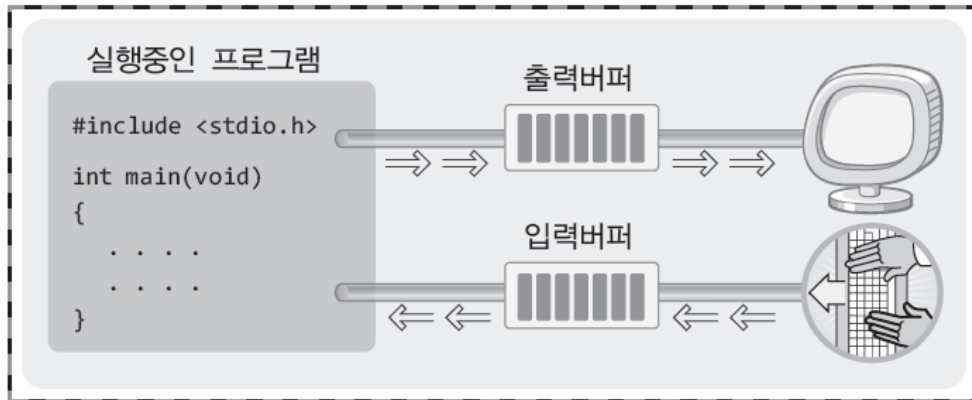 실행중인 프로그램
#include <stdio.h>
int main(void)
{
. . . .
. . . .
}
출력버퍼
입력버퍼